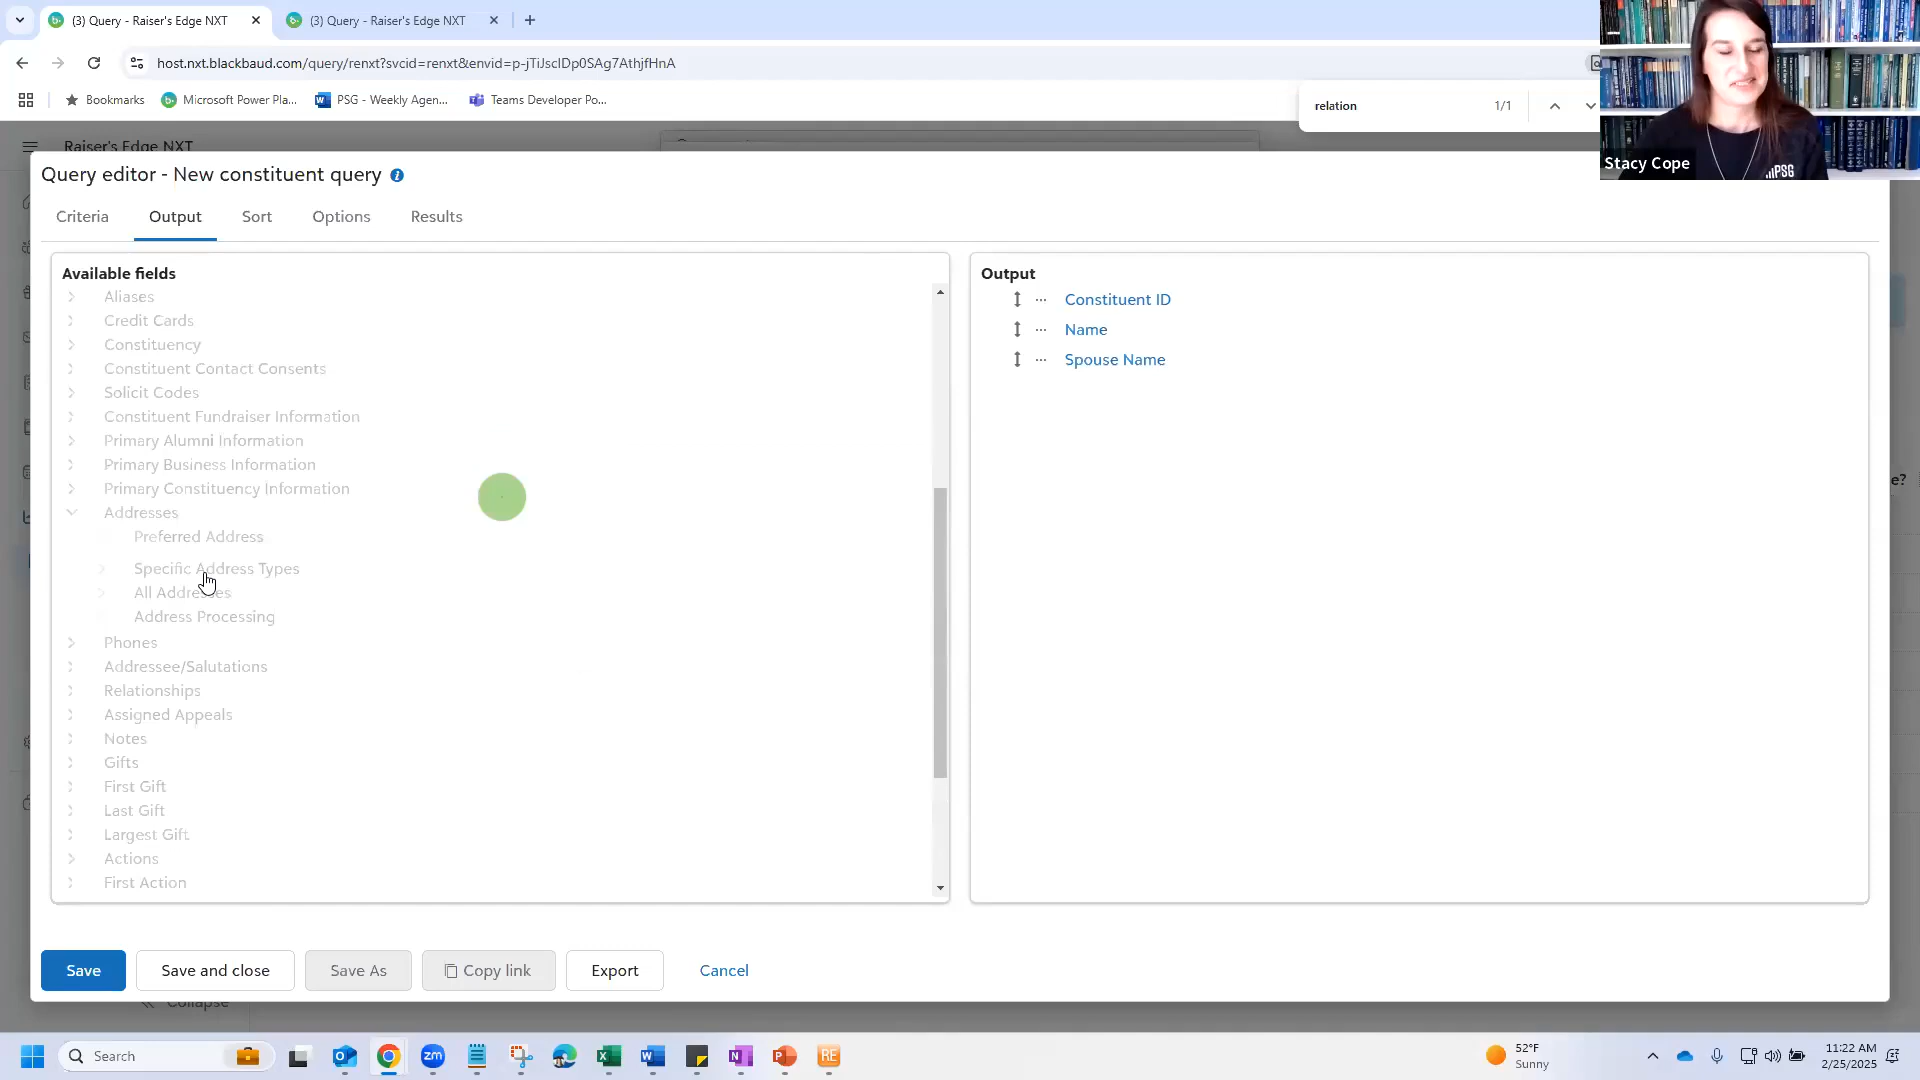 (3) Query - Raiser's Edge NXT
(3) Query - Raiser's Edge NXT
host.nxt.blackbaud.com/query/renxt?svcid=renxt&envid=p-jTiJsclDp0SAg7AthjfHnA
Bookmarks
Microsoft Power Pla...
PSG - Weekly Agen...
Teams Developer Po...
relation
1/1
Stacy Cope
PSG
Raiser's Edge NXT
Query editor - New constituent query
Criteria
Output
Sort
Options
Results
Available fields
Aliases
Credit Cards
Constituency
Constituent Contact Consents
Solicit Codes
Constituent Fundraiser Information
Primary Alumni Information
Primary Business Information
Primary Constituency Information
Addresses
Preferred Address
Specific Address Types
All Addresses
Address Processing
Phones
Addressee/Salutations
Relationships
Assigned Appeals
Notes
Gifts
First Gift
Last Gift
Largest Gift
Actions
First Action
Output
Constituent ID
Name
Spouse Name
e?
Save
Save and close
Save As
Copy link
Export
Cancel
Collapse
Search
52°F
Sunny
11:22 AM
2/25/2025